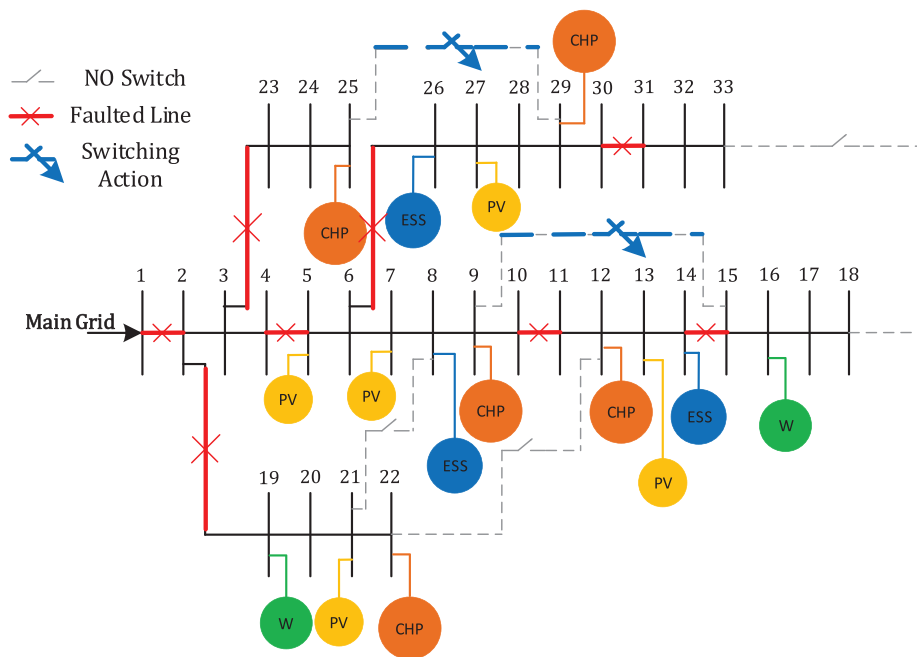 CHP
NO Switch
Faulted Line
Switching
Action
23 24 25 26 27 28 29 30 31 32 33
CHP ESS PV
1 2 3 4 5 6 7 8 9 10 11 12 13 14 15 16 17 18
Main Grid
PV PV CHP CHP ESS W
ESS PV
19 20 21 22
W PV CHP